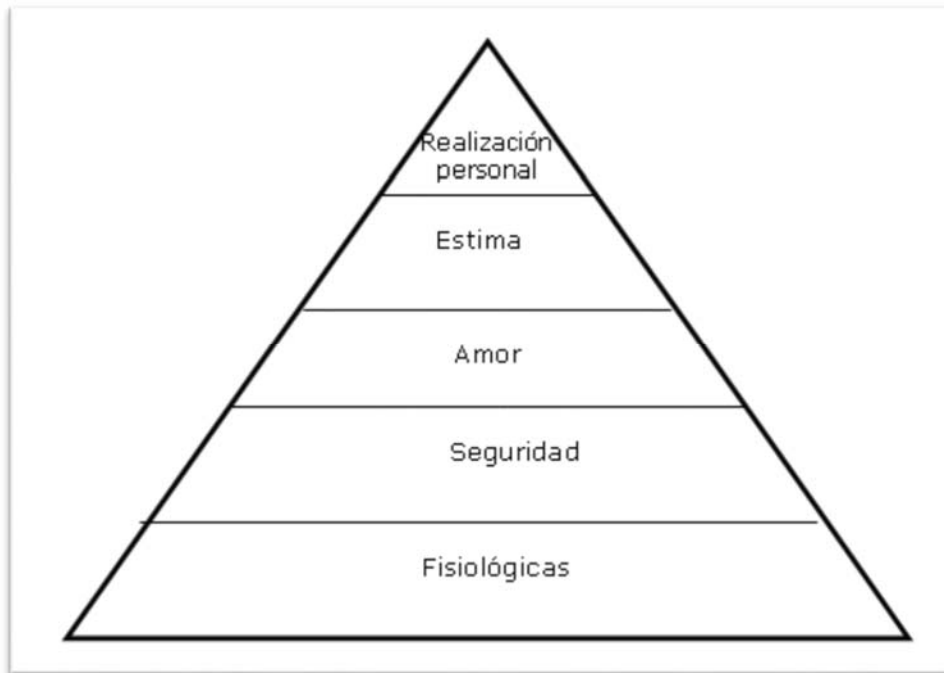 Realización
personal
Estima
Amor
Seguridad
Fisiológicas